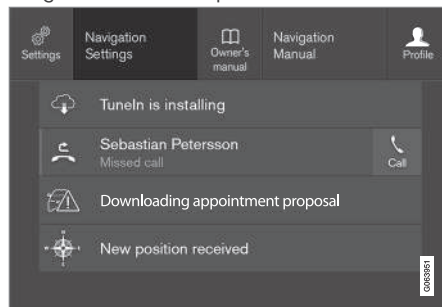 Settings
Navigation
Settings
Owner's
manual
Navigation
Manual
Profile
TuneIn is installing
Sebastian Petersson
Missed call
Call
Downloading appointment proposal
New position received
G063951